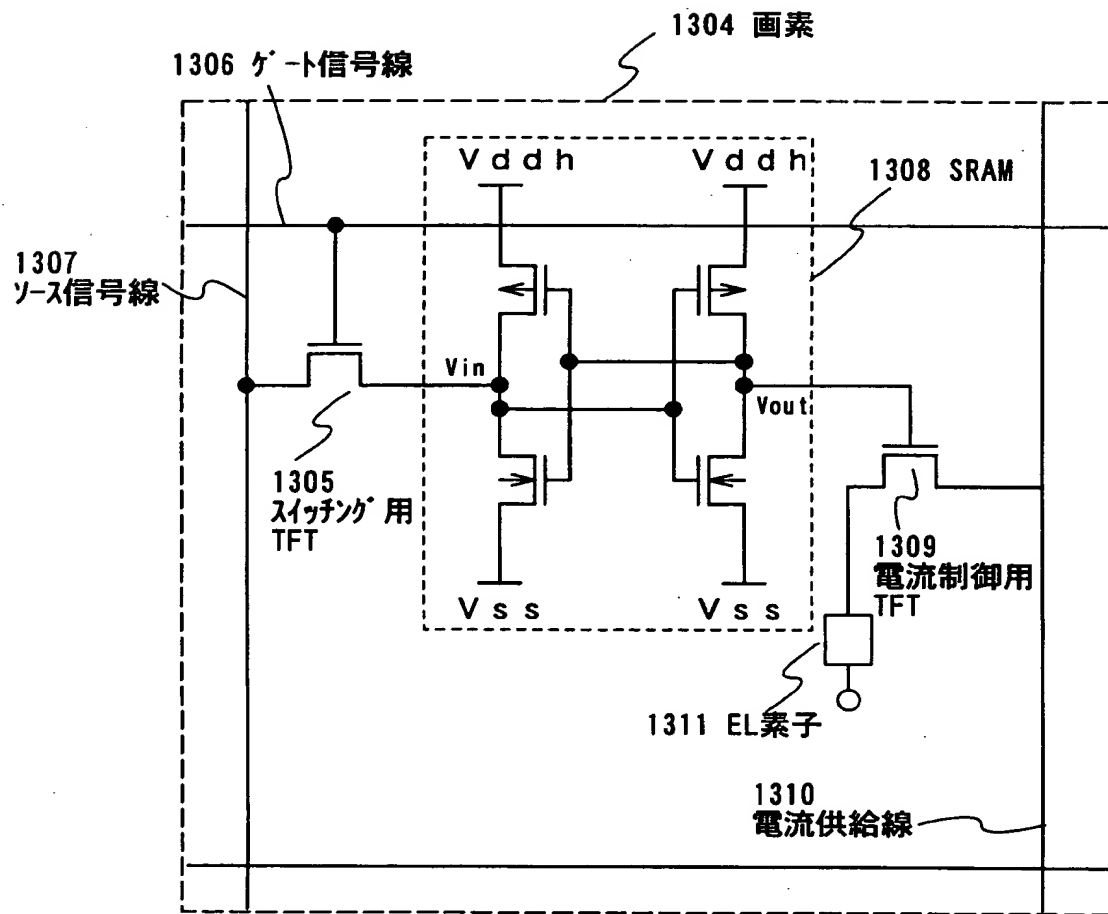 1304 画素
1306 ｹﾞｰﾄ信号線
Ｖｄｄｈ
Ｖｄｄｈ
1308 SRAM
1307
ｿｰｽ信号線
Vin
Vout
1305
ｽｲｯﾁﾝｸﾞ用
TFT
1309
電流制御用
TFT
Ｖｓｓ
Ｖｓｓ
1311 EL素子
1310
電流供給線